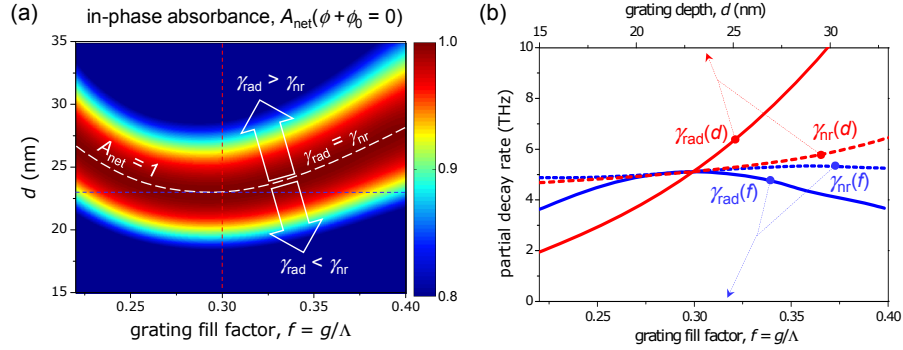 (a)
in-phase absorbance, A_net(ϕ+ϕ_0 = 0)
35
30
25
20
15
d (nm)
0.25
0.30
0.35
0.40
grating fill factor, f = g/Λ
A_net = 1
γ_rad > γ_nr
γ_rad = γ_nr
γ_rad < γ_nr
1.0
0.9
0.8
(b)
grating depth, d (nm)
15
20
25
30
10
8
6
4
2
0
partial decay rate (THz)
γ_rad(d)
γ_nr(d)
γ_rad(f)
γ_nr(f)
0.25
0.30
0.35
0.40
grating fill factor, f = g/Λ